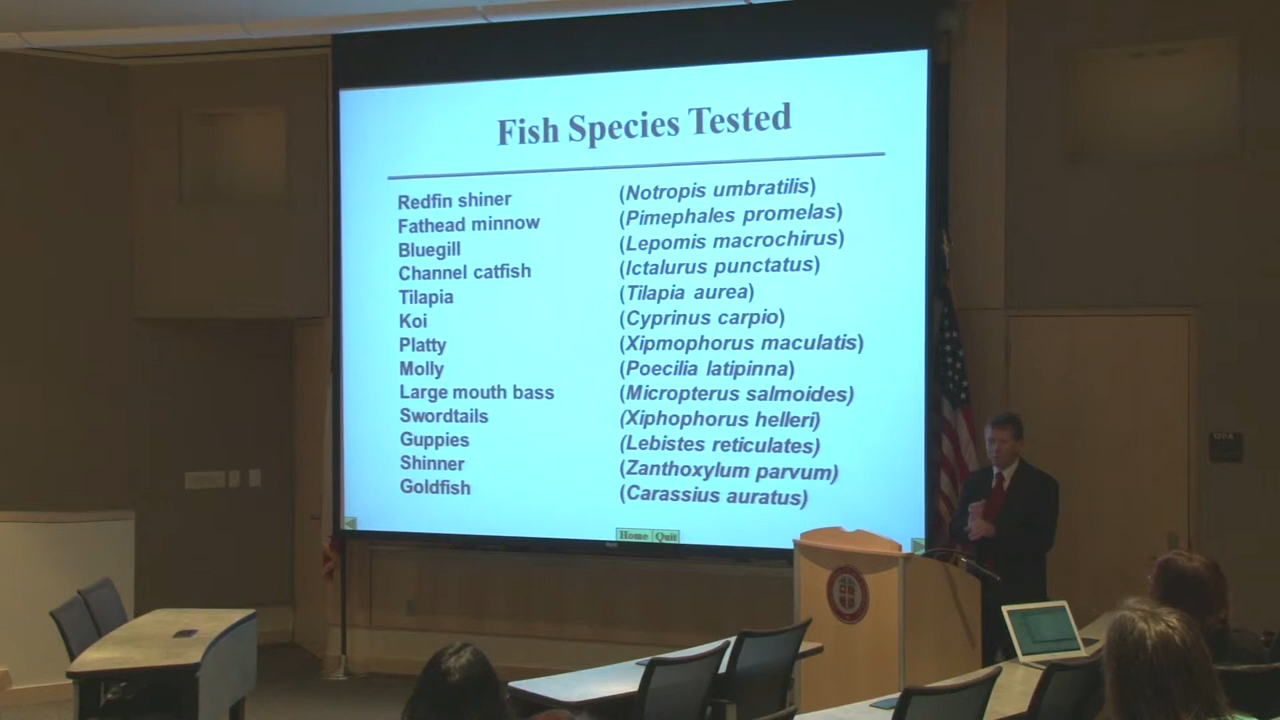 Fish Species Tested
Redfin shiner (Notropis umbratilis)
Fathead minnow (Pimephales promelas)
Bluegill (Lepomis macrochirus)
Channel catfish (Ictalurus punctatus)
Tilapia (Tilapia aurea)
Koi (Cyprinus carpio)
Platty (Xipmophorus maculatis)
Molly (Poecilia latipinna)
Large mouth bass (Micropterus salmoides)
Swordtails (Xiphophorus helleri)
Guppies (Lebistes reticulates)
Shinner (Zanthoxylum parvum)
Goldfish (Carassius auratus)
Home Quit